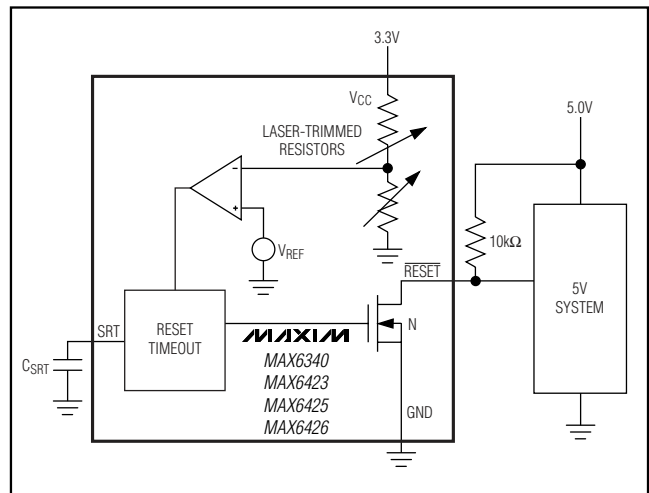 3.3V
VCC
5.0V
LASER-TRIMMED
RESISTORS
−
+
VREF
10kΩ
RESET
5V
SYSTEM
SRT
RESET
TIMEOUT
N
CSRT
MAXIM
MAX6340
MAX6423
MAX6425
MAX6426
GND